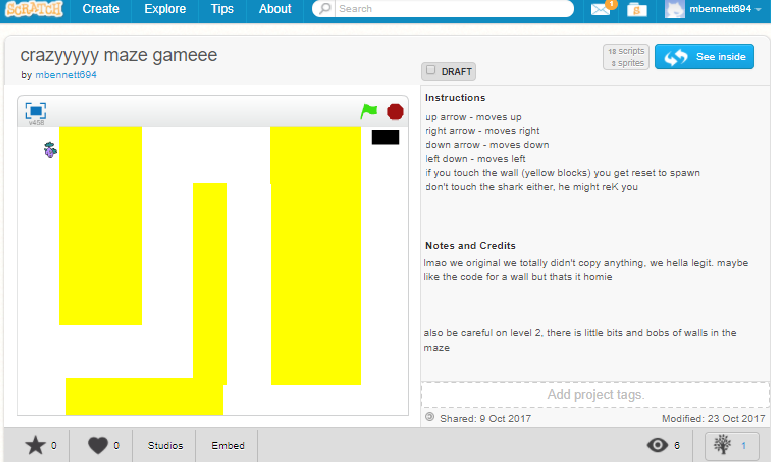 SCRATCH Create Explore Tips About Search 1 S mbennett694
crazyyyyy maze gameee
by mbennett694
18 scripts
3 sprites
See inside
DRAFT
v458
Instructions
up arrow - moves up
right arrow - moves right
down arrow - moves down
left down - moves left
if you touch the wall (yellow blocks) you get reset to spawn
don't touch the shark either, he might reK you
Notes and Credits
lmao we original we totally didn't copy anything, we hella legit. maybe
like the code for a wall but thats it homie
also be careful on level 2, there is little bits and bobs of walls in the
maze
Add project tags.
Shared: 9 Oct 2017 Modified: 23 Oct 2017
0 0 Studios Embed 6 1